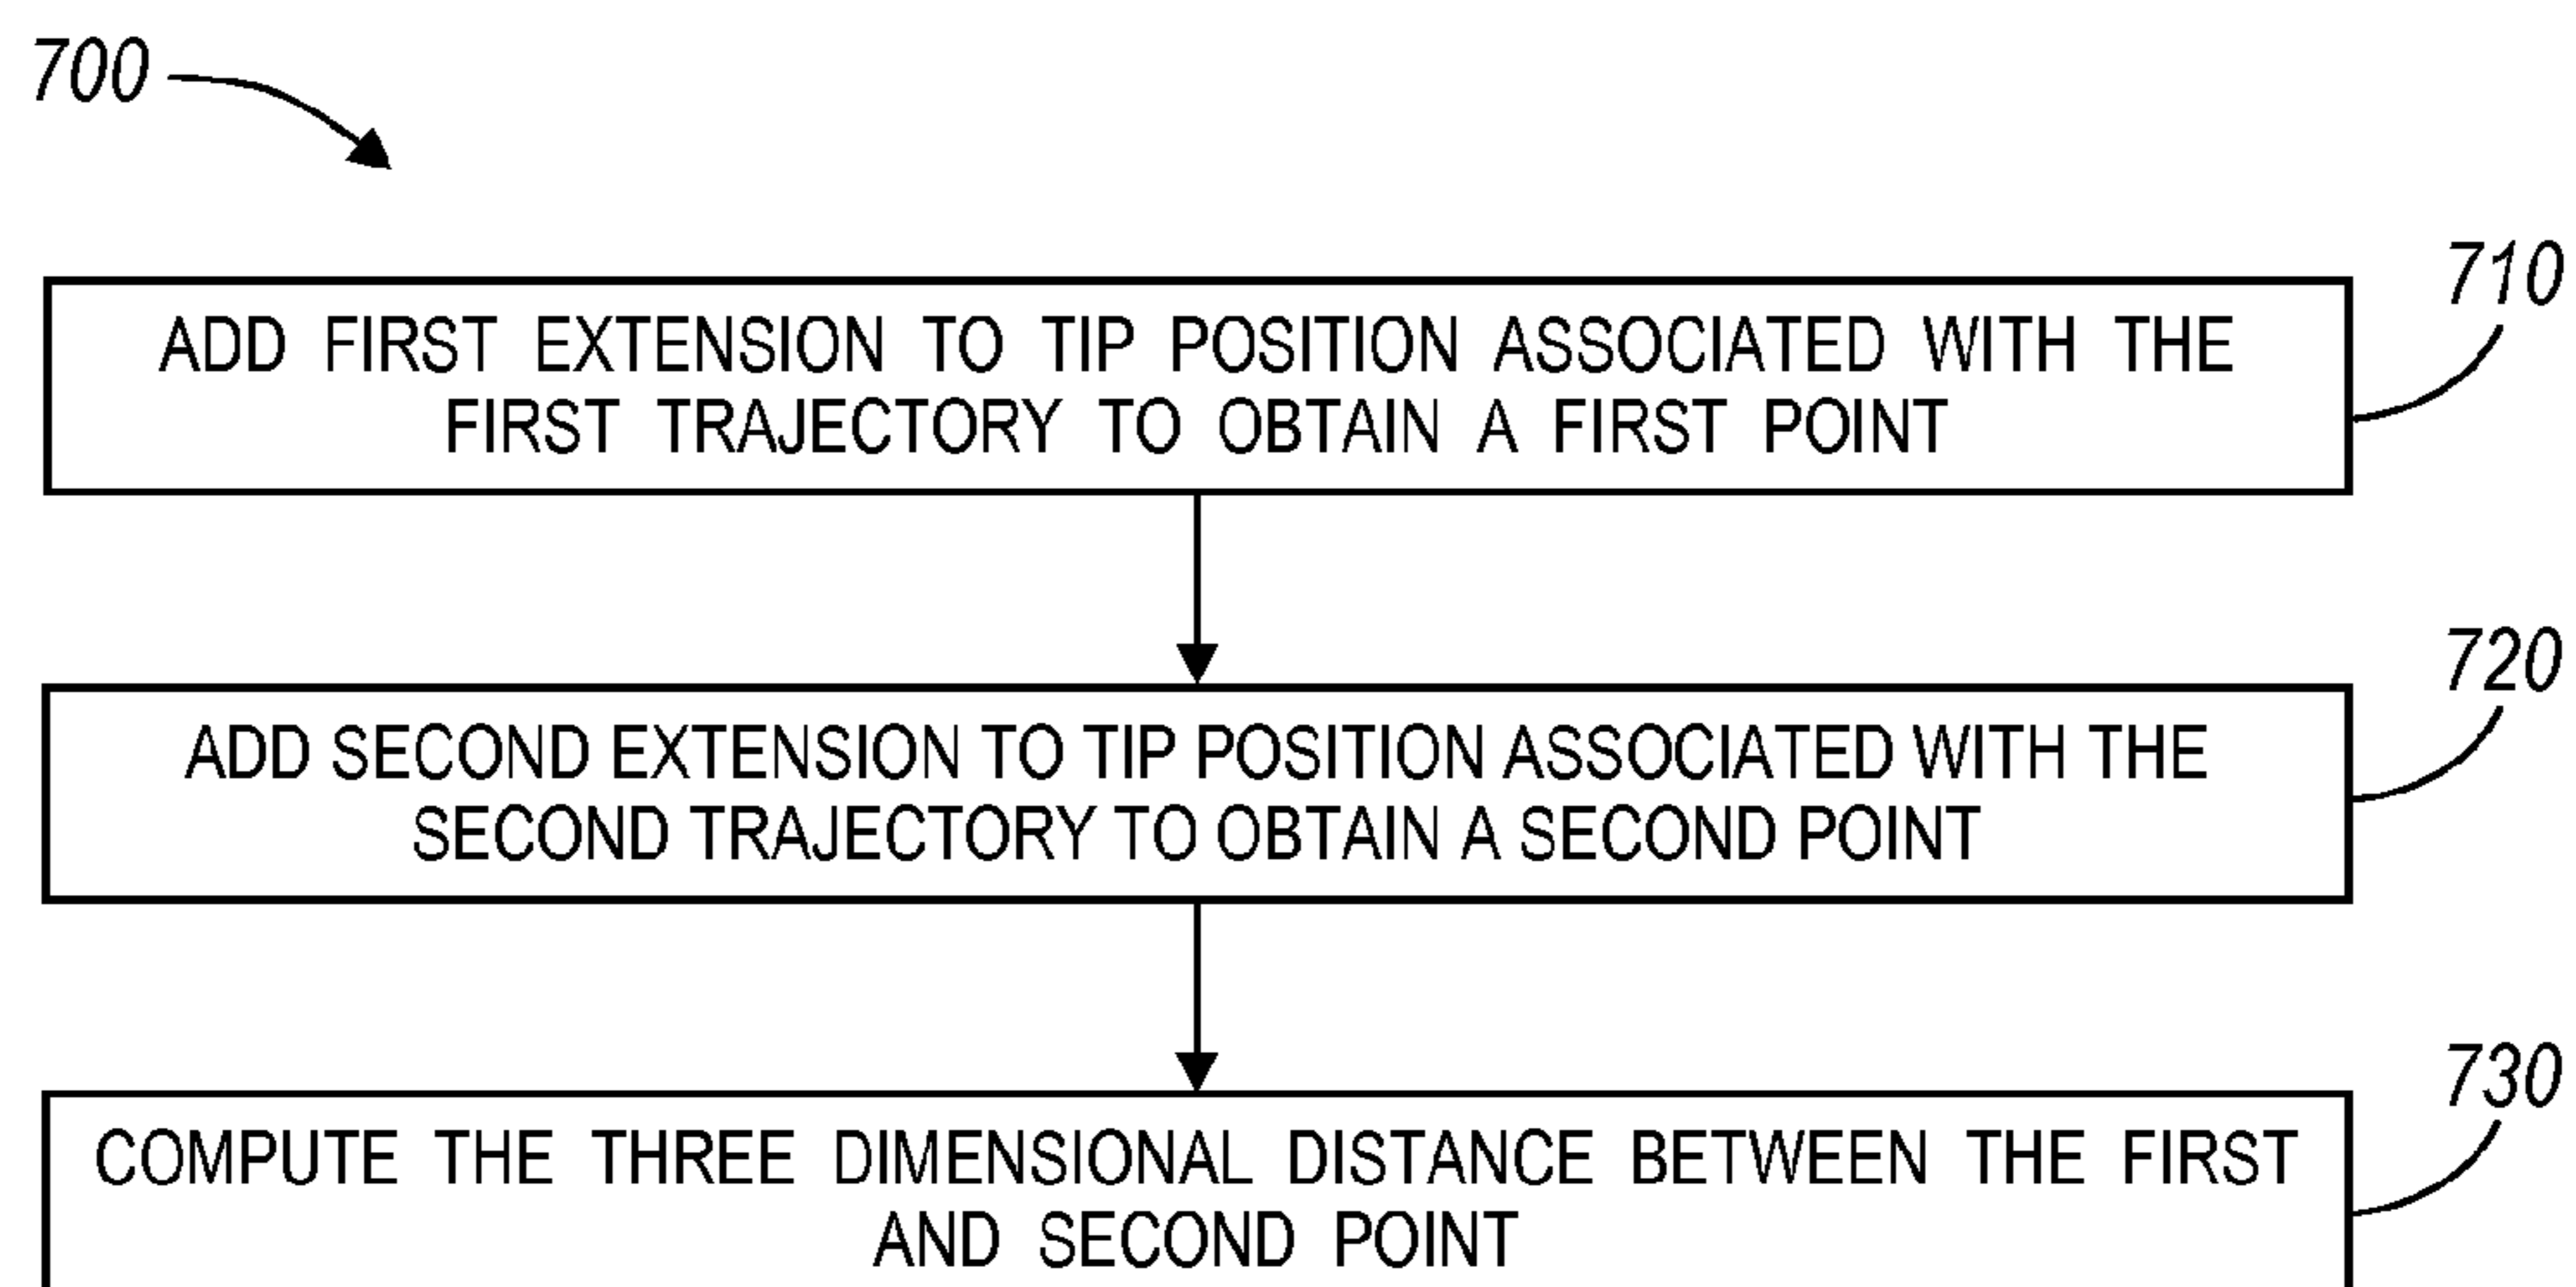 700
710
ADD FIRST EXTENSION TO TIP POSITION ASSOCIATED WITH THE
FIRST TRAJECTORY TO OBTAIN A FIRST POINT
720
ADD SECOND EXTENSION TO TIP POSITION ASSOCIATED WITH THE
SECOND TRAJECTORY TO OBTAIN A SECOND POINT
730
COMPUTE THE THREE DIMENSIONAL DISTANCE BETWEEN THE FIRST
AND SECOND POINT